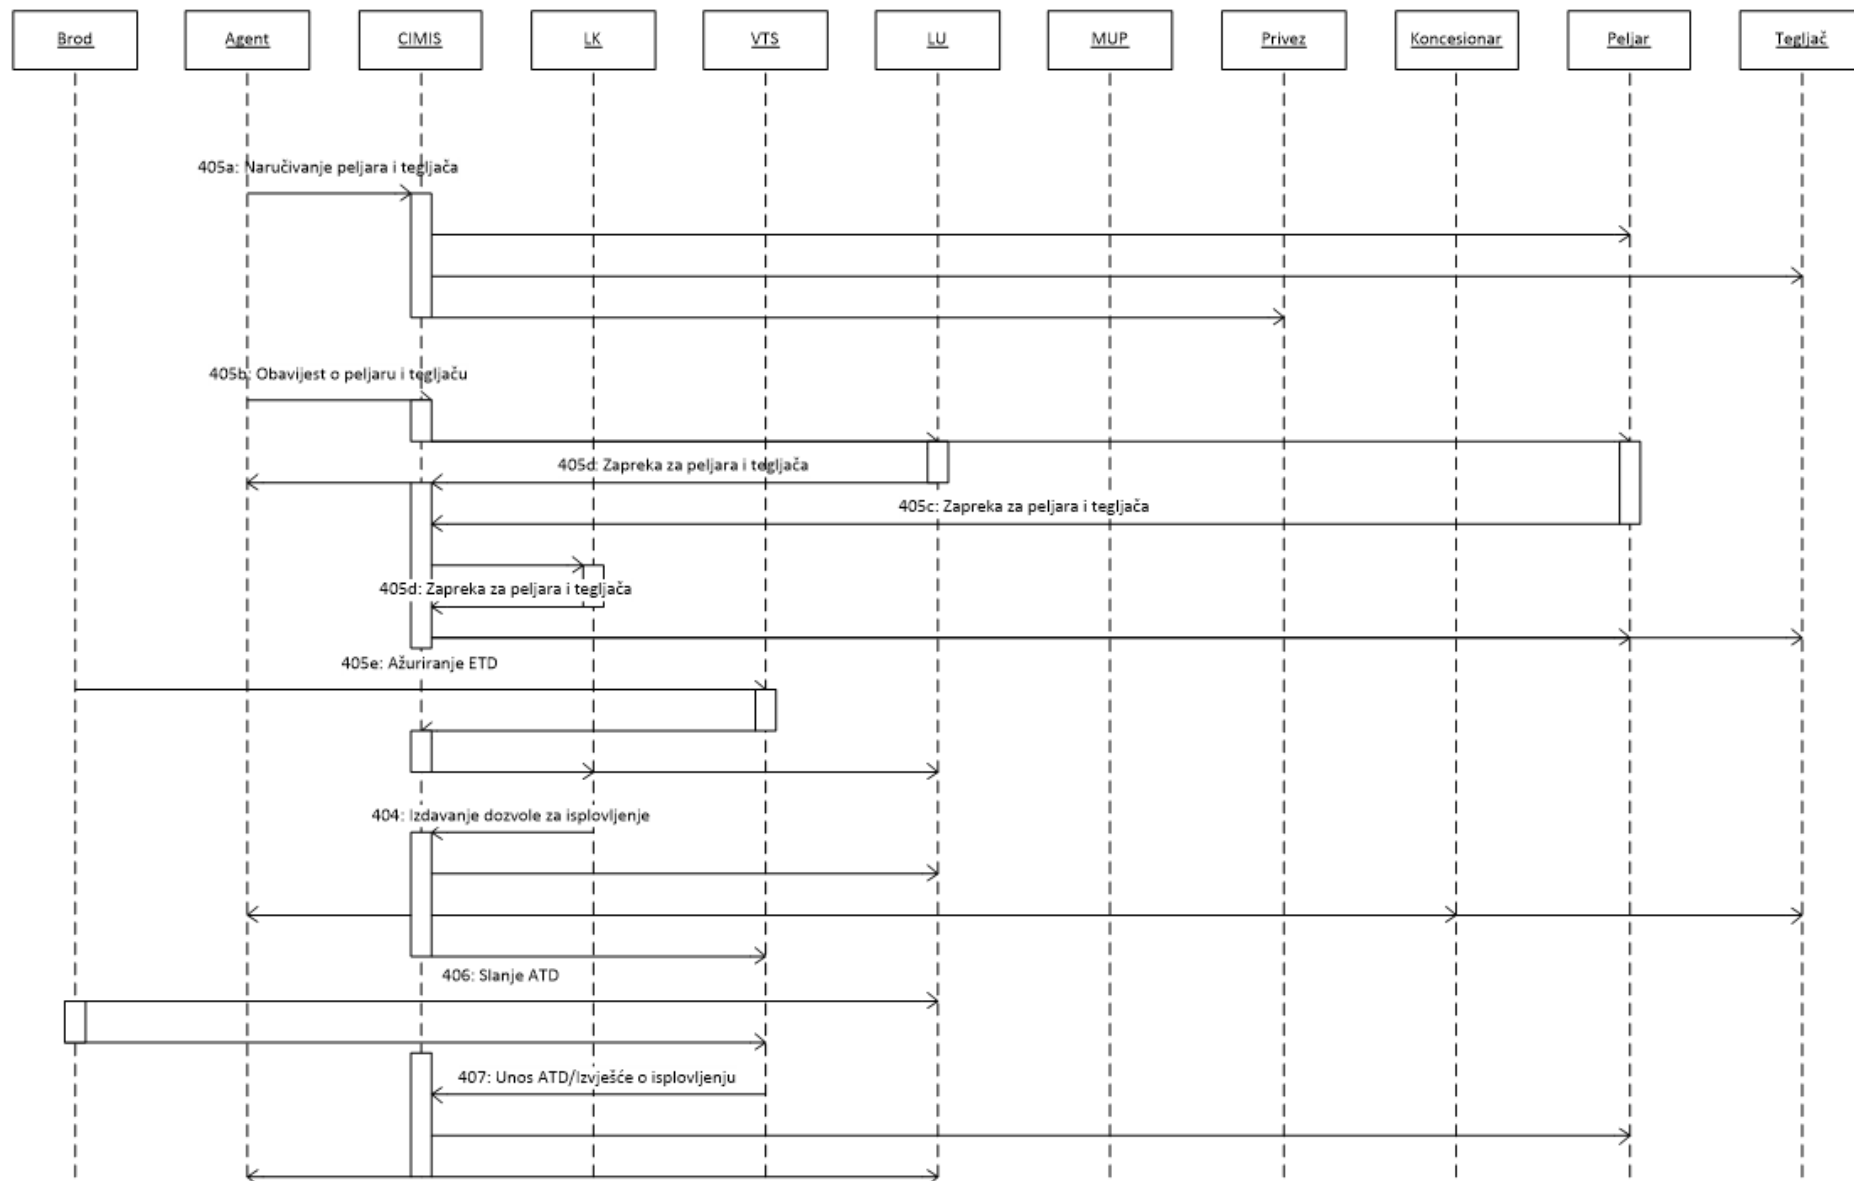 Brod
Agent
CIMIS
LK
VTS
LU
MUP
Privez
Koncesionar
Peljar
Tegljač
405a: Naručivanje peljara i tegljača
405b: Obavijest o peljaru i tegljaču
405d: Zapreka za peljara i tegljača
405c: Zapreka za peljara i tegljača
405d: Zapreka za peljara i tegljača
405e: Ažuriranje ETD
404: Izdavanje dozvole za isplovljenje
406: Slanje ATD
407: Unos ATD/Izvješće o isplovljenju